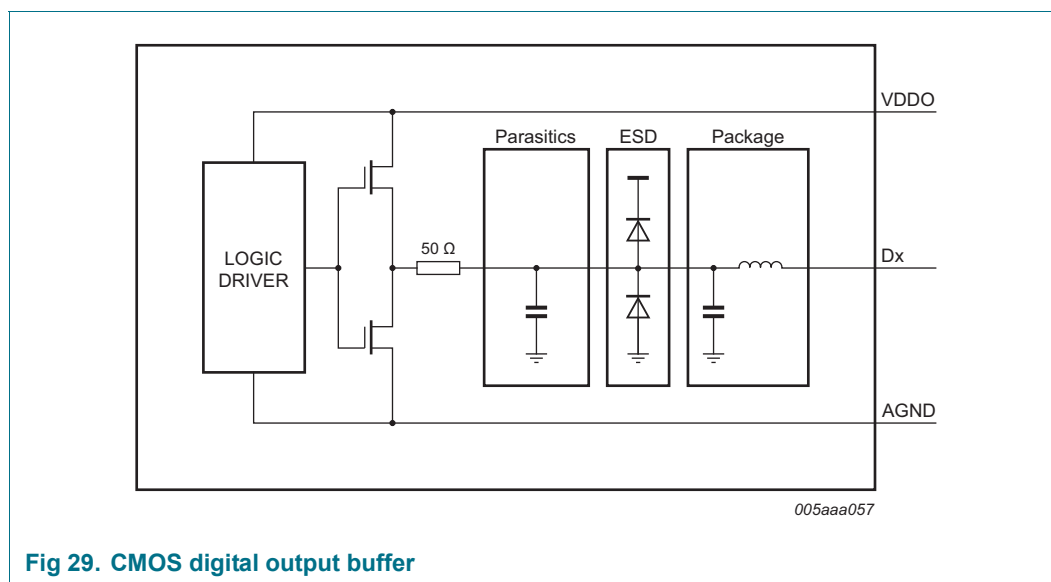 VDDO
Parasitics
ESD
Package
50 Ω
LOGIC
DRIVER
Dx
AGND
005aaa057
Fig 29. CMOS digital output buffer